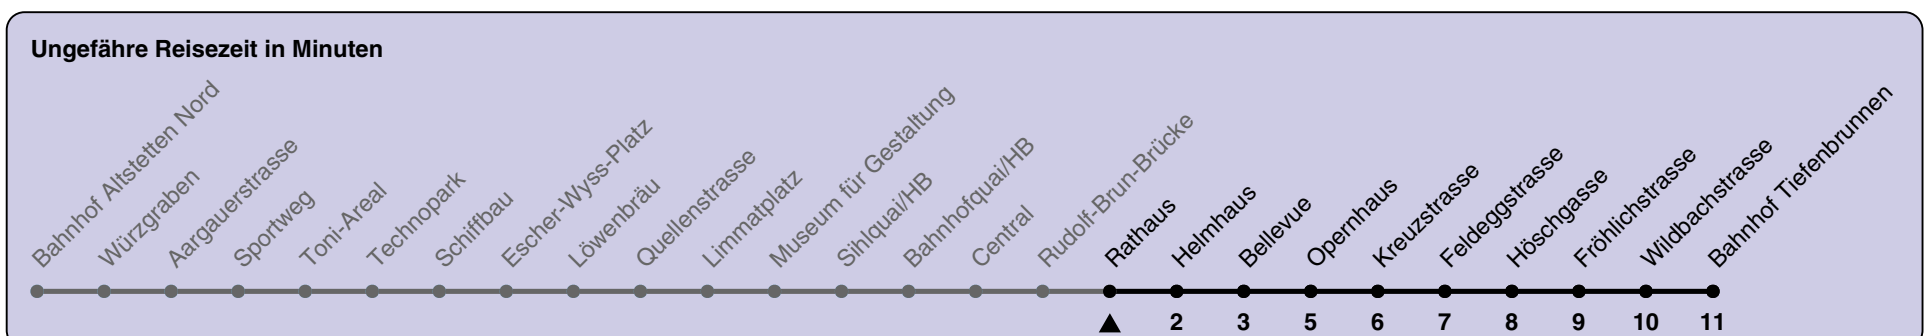 Ungefähre Reisezeit in Minuten
Bahnhof Altstetten Nord
Würzgraben
Aargauerstrasse
Sportweg
Toni-Areal
Technopark
Schiffbau
Escher-Wyss-Platz
Löwenbräu
Quellenstrasse
Limmatplatz
Museum für Gestaltung
Sihlquai/HB
Bahnhofquai/HB
Central
Rudolf-Brun-Brücke
Rathaus
Helmhaus
Bellevue
Opernhaus
Kreuzstrasse
Feldeggstrasse
Höschgasse
Fröhlichstrasse
Wildbachstrasse
Bahnhof Tiefenbrunnen
2 3 5 6 7 8 9 10 11